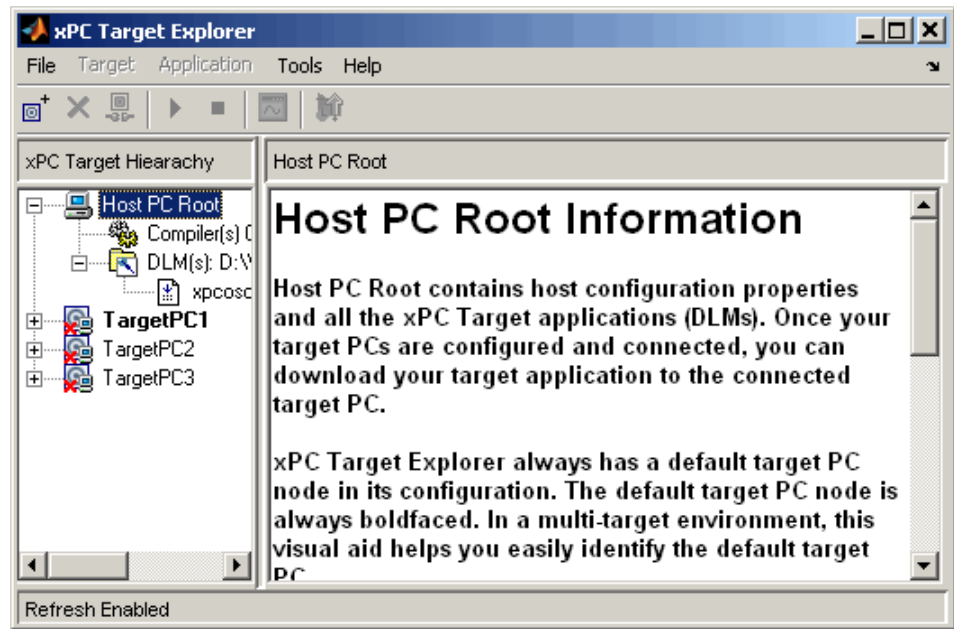 xPC Target Explorer
File Target Application Tools Help
xPC Target Hiearachy
Host PC Root
Host PC Root
Compiler(s)
DLM(s): D:\
xpcosc
TargetPC1
TargetPC2
TargetPC3
Host PC Root Information
Host PC Root contains host configuration properties
and all the xPC Target applications (DLMs). Once your
target PCs are configured and connected, you can
download your target application to the connected
target PC.
xPC Target Explorer always has a default target PC
node in its configuration. The default target PC node is
always boldfaced. In a multi-target environment, this
visual aid helps you easily identify the default target
PC
Refresh Enabled